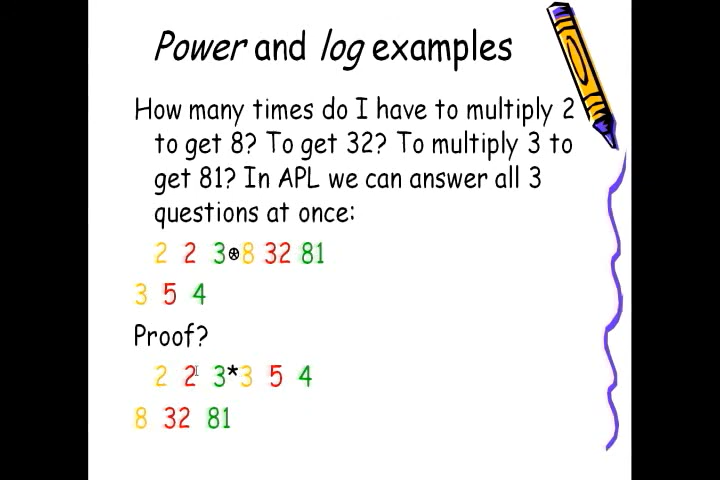 Power and log examples
How many times do I have to multiply 2
to get 8? To get 32? To multiply 3 to
get 81? In APL we can answer all 3
questions at once:
2 2 3⍟8 32 81
3 5 4
Proof?
2 2 3*3 5 4
8 32 81